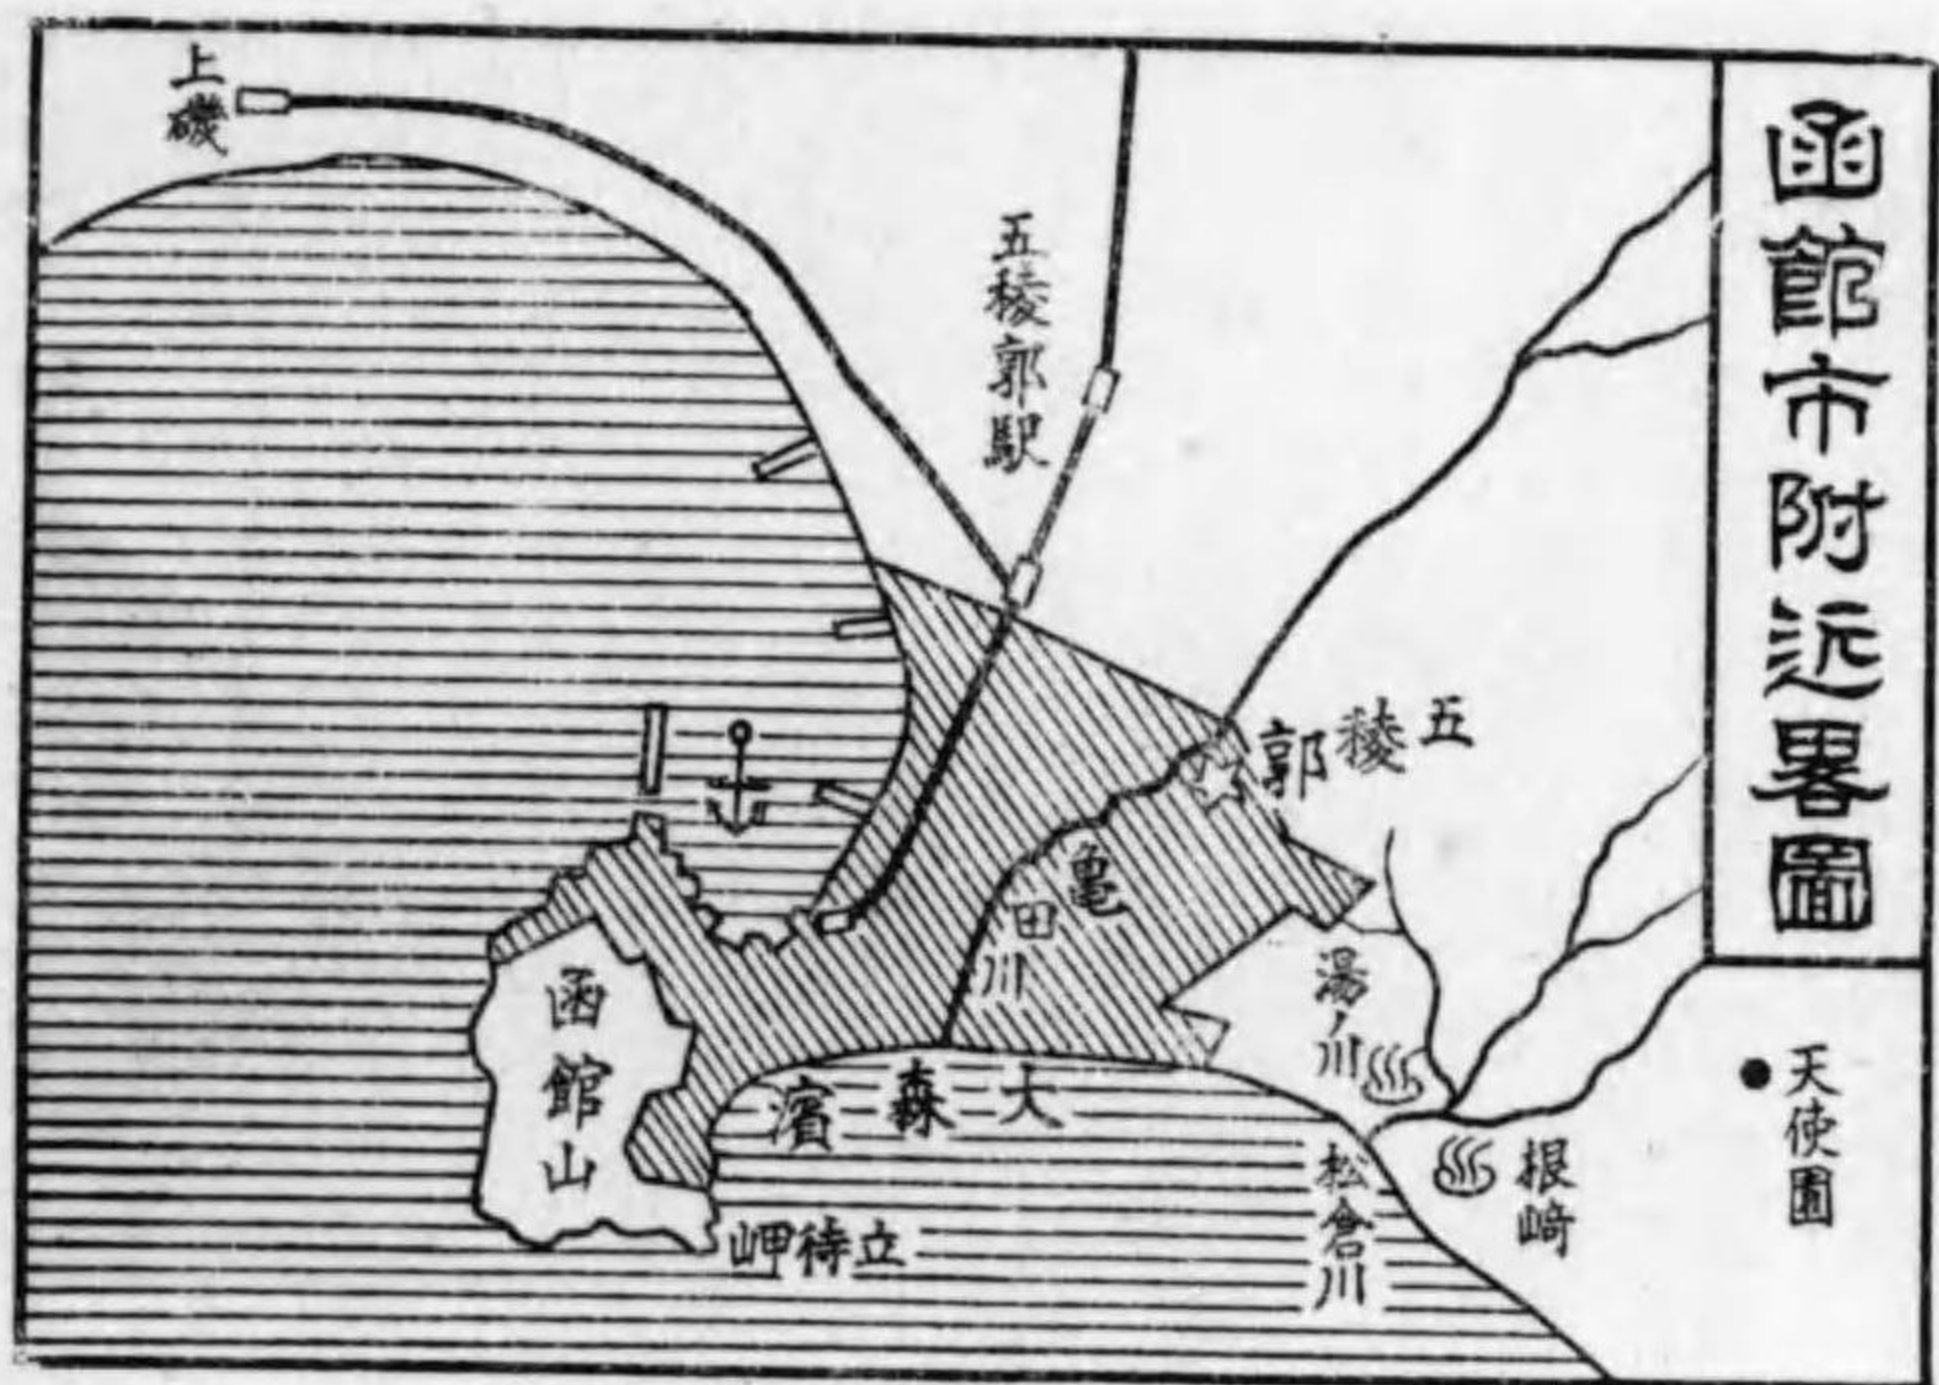 函館市附近畧圖
上磯
五稜郭駅
五稜郭
亀田川
湯ノ川
函館山
大森濱
立待岬
松倉川
根崎
天使園